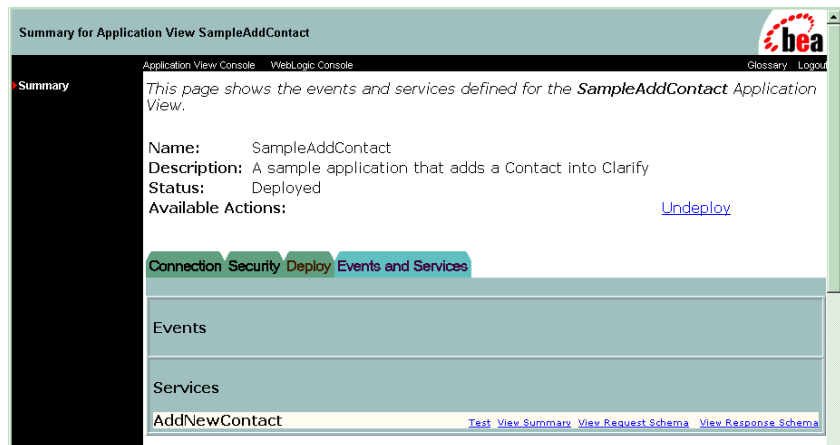 Summary for Application View SampleAddContact
bea
Application View Console WebLogic Console
Glossary Logout
Summary
This page shows the events and services defined for the SampleAddContact Application
View.
Name: SampleAddContact
Description: A sample application that adds a Contact into Clarify
Status: Deployed
Available Actions: Undeploy
Connection Security Deploy Events and Services
Events
Services
AddNewContact Test View Summary View Request Schema View Response Schema